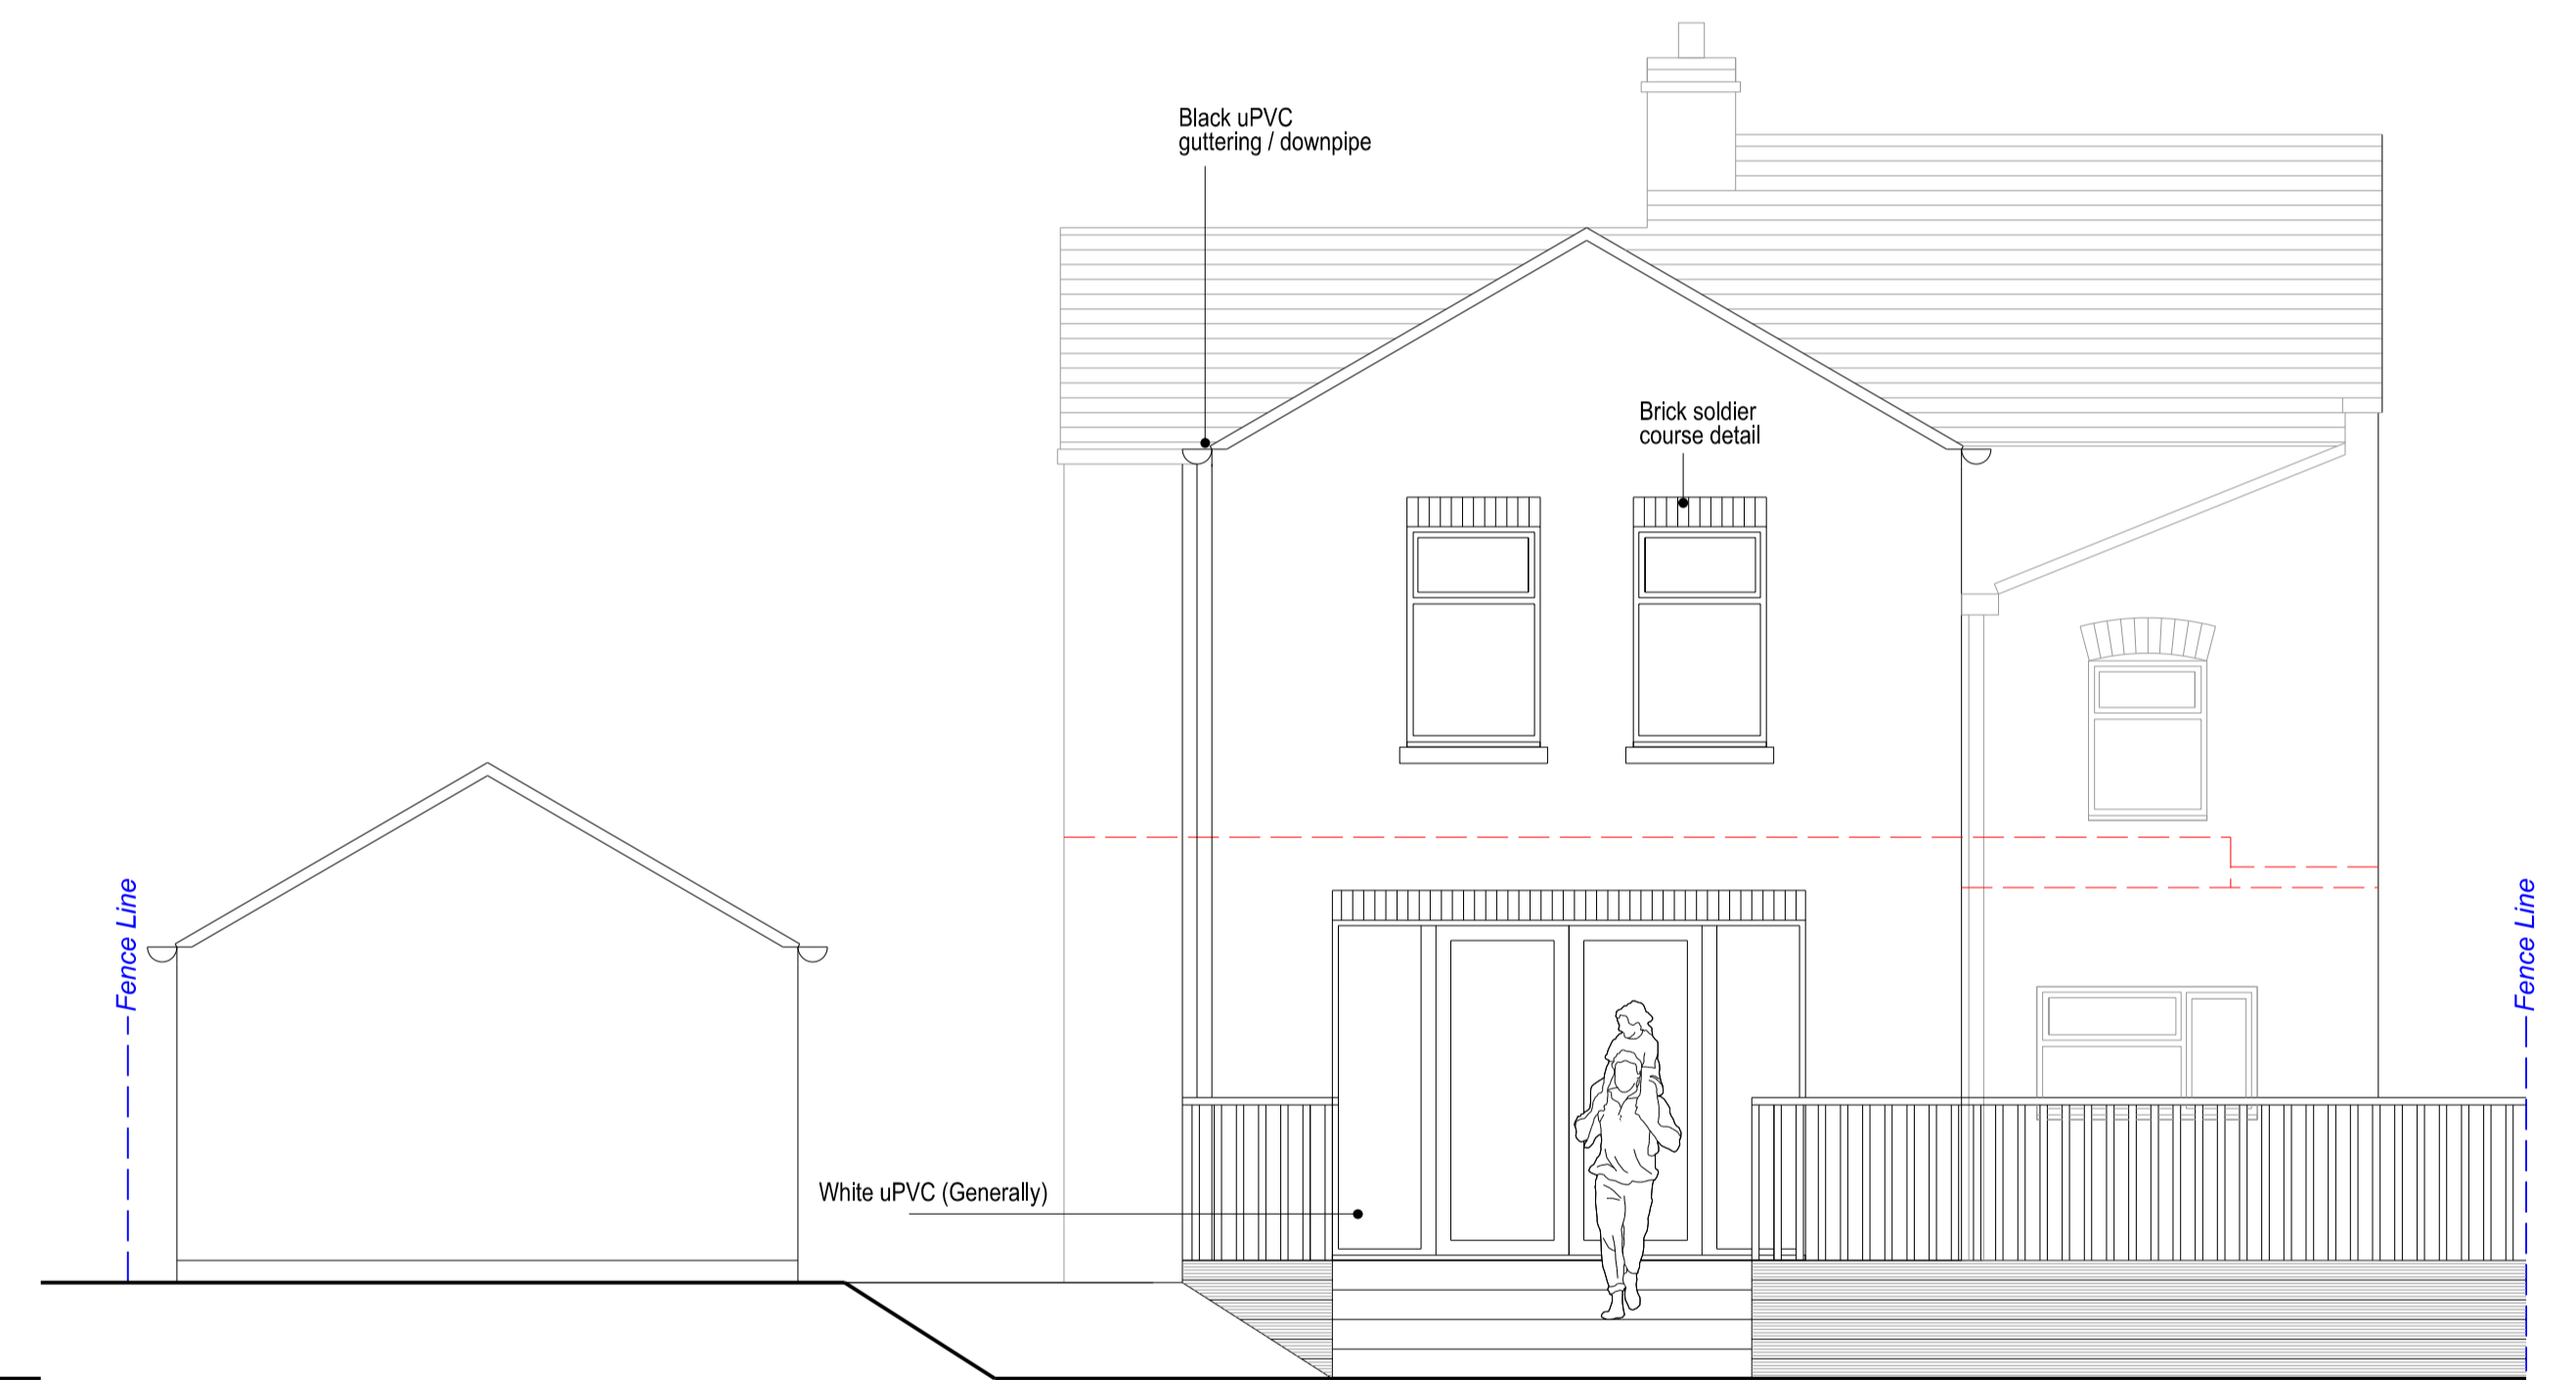 Black uPVC
guttering / downpipe
Brick soldier
course detail
Fence Line
Fence Line
White uPVC (Generally)